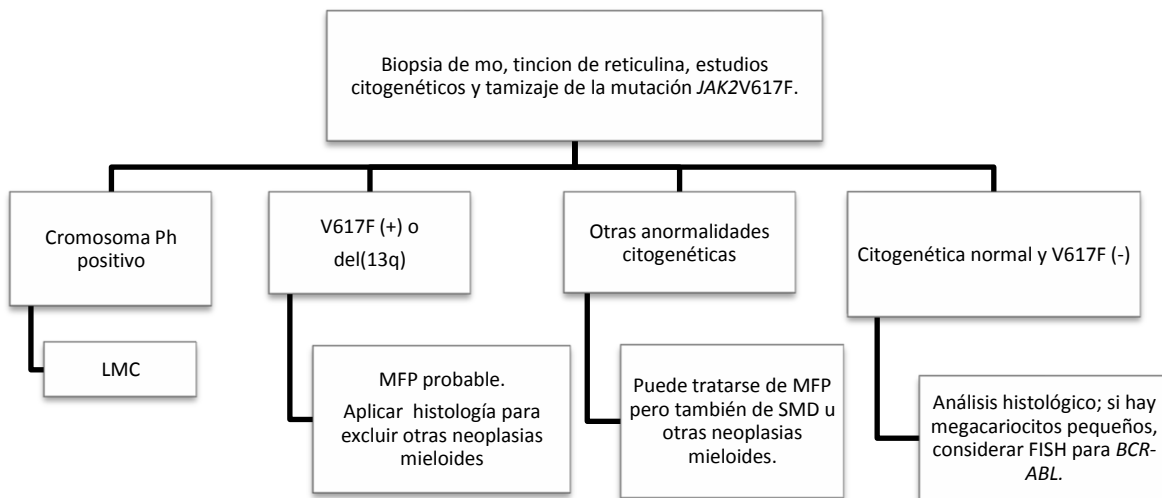 Biopsia de mo, tincion de reticulina, estudios
citogenéticos y tamizaje de la mutación JAK2V617F.
Cromosoma Ph
positivo
LMC
V617F (+) o
del(13q)
MFP probable.
Aplicar histología para
excluir otras neoplasias
mieloides
Otras anormalidades
citogenéticas
Puede tratarse de MFP
pero también de SMD u
otras neoplasias
mieloides.
Citogenética normal y V617F (-)
Análisis histológico; si hay
megacariocitos pequeños,
considerar FISH para BCR-
ABL.